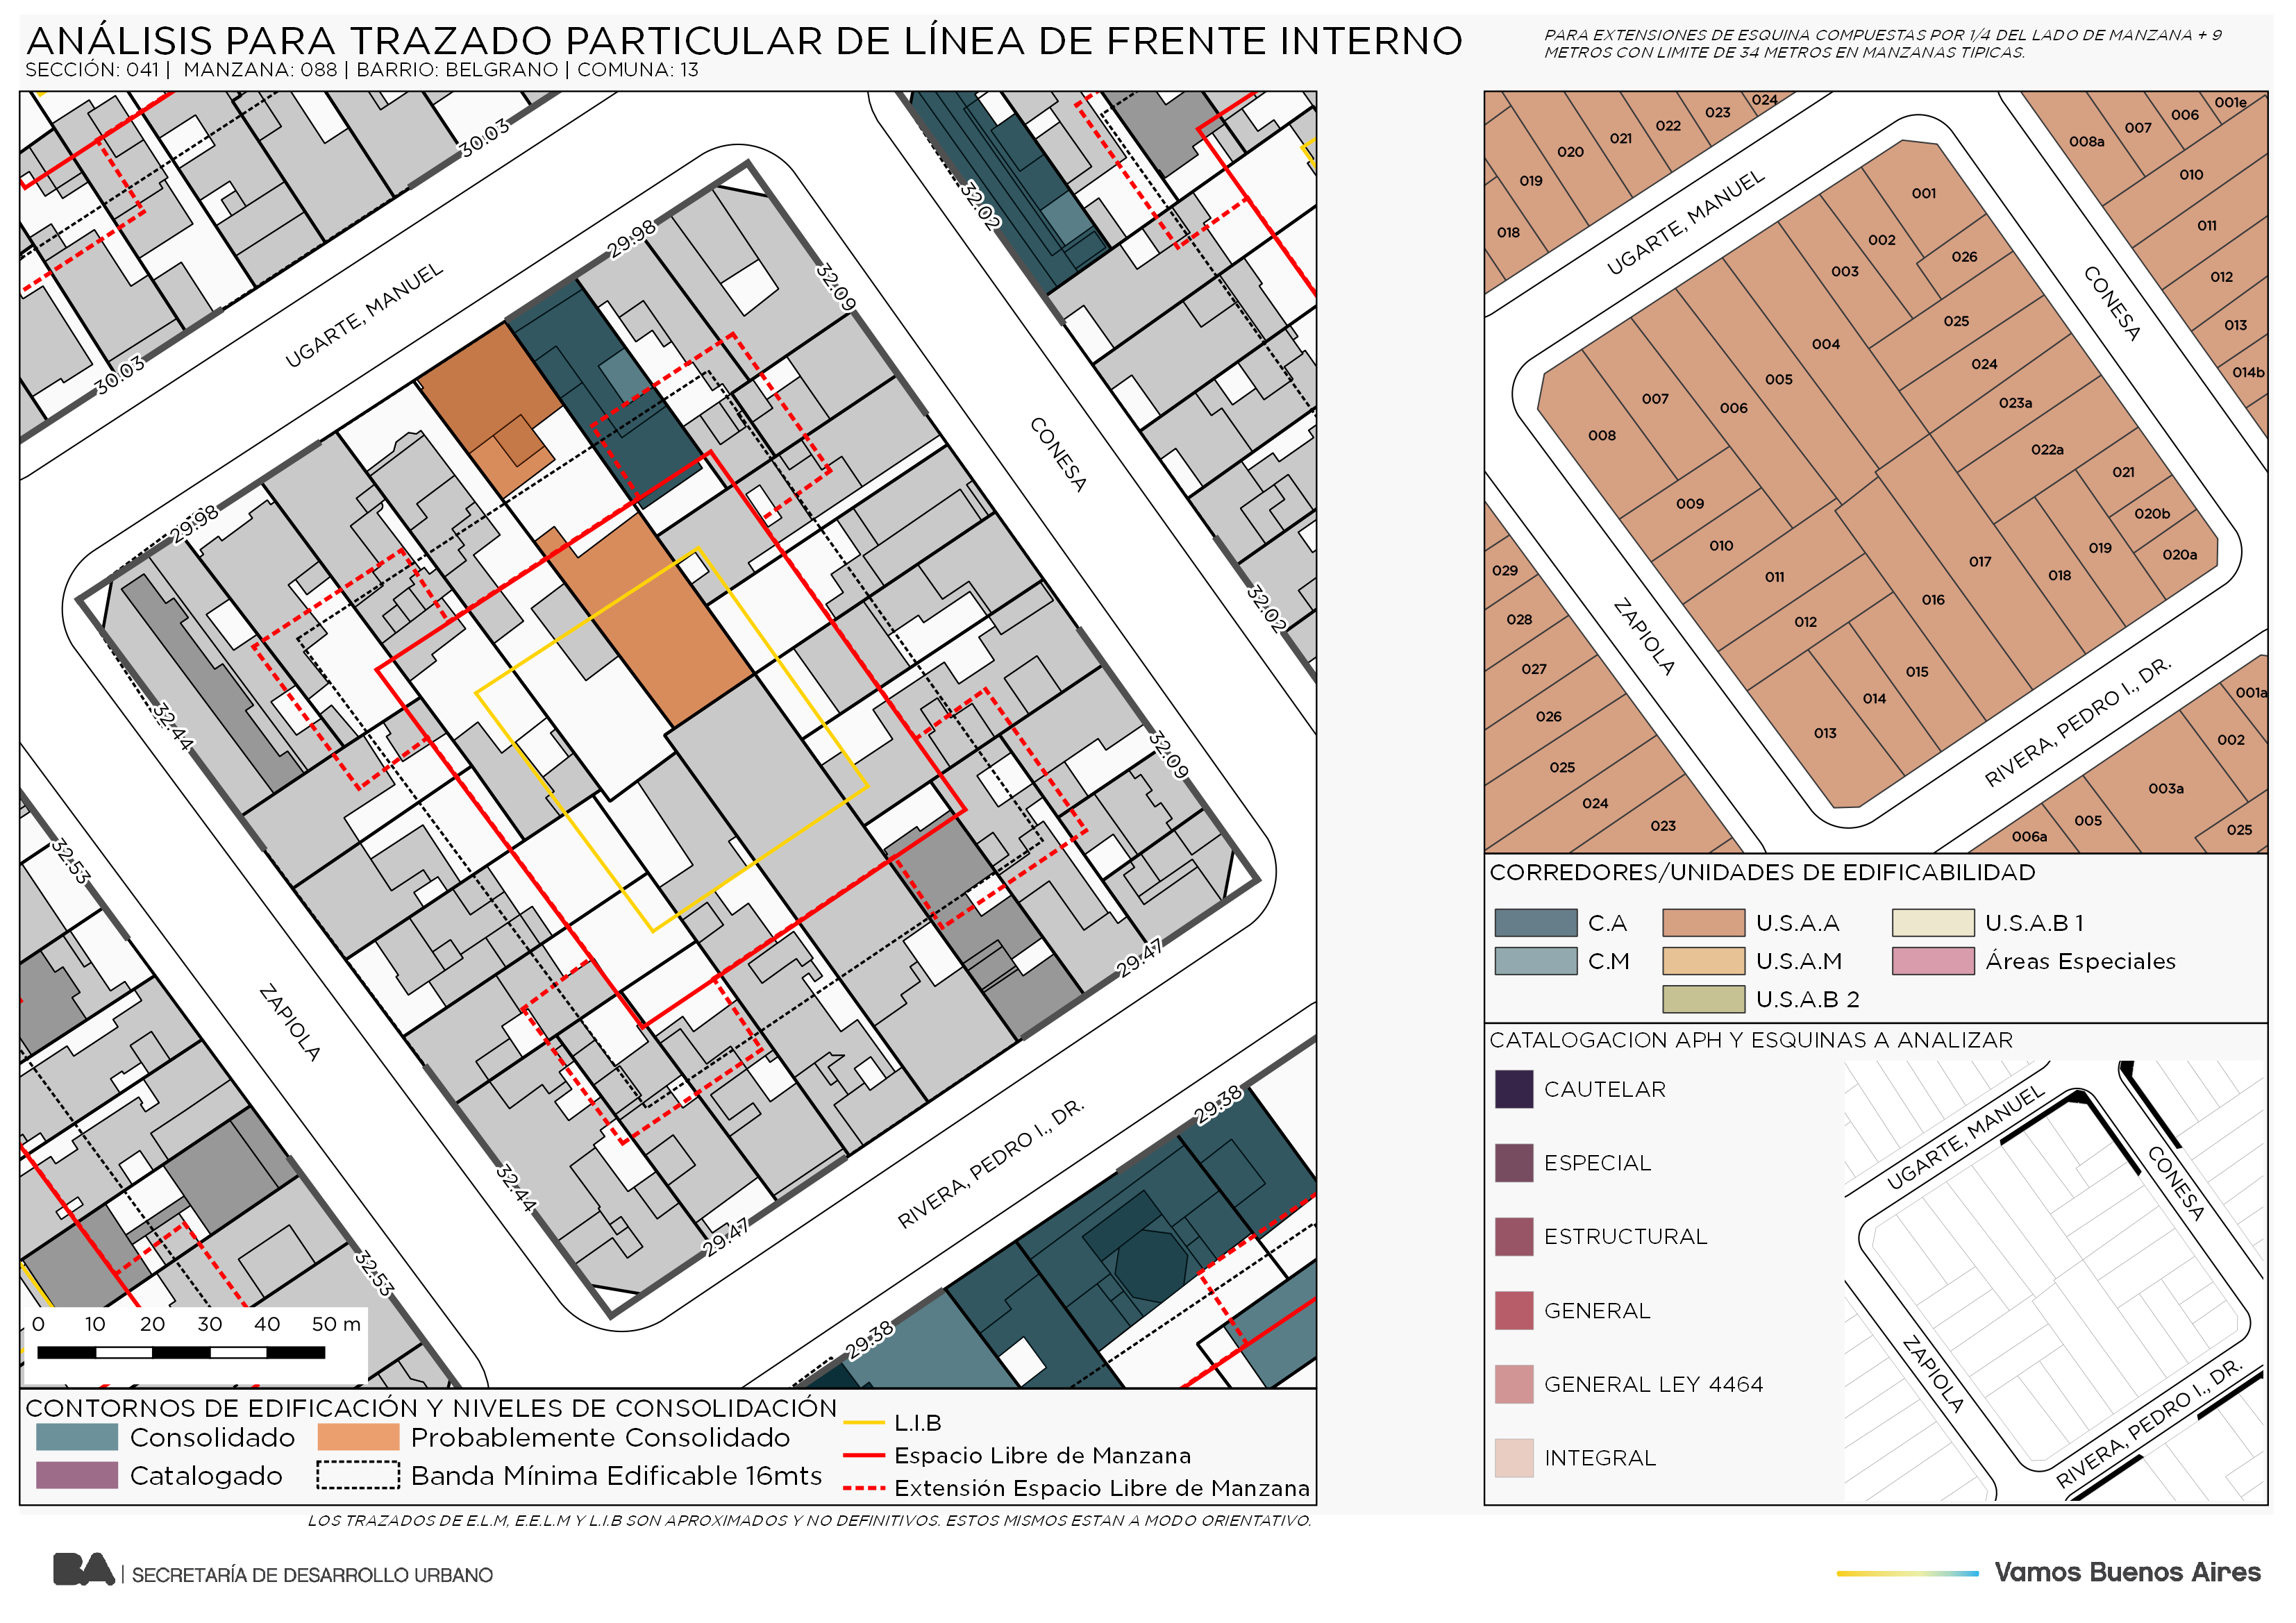 ANÁLISIS PARA TRAZADO PARTICULAR DE LÍNEA DE FRENTE INTERNO
SECCIÓN: 041 | MANZANA: 088 | BARRIO: BELGRANO | COMUNA: 13
PARA EXTENSIONES DE ESQUINA COMPUESTAS POR 1/4 DEL LADO DE MANZANA + 9
METROS CON LIMITE DE 34 METROS EN MANZANAS TIPICAS.
30.03
30.03
UGARTE, MANUEL
29.98
29.98
32.02
32.09
CONESA
32.02
32.09
32.44
32.53
ZAPIOLA
32.44
32.53
29.47
29.47
RIVERA, PEDRO I., DR.
29.38
29.38
0 10 20 30 40 50 m
CONTORNOS DE EDIFICACIÓN Y NIVELES DE CONSOLIDACIÓN
Consolidado
Probablemente Consolidado
Catalogado
Banda Mínima Edificable 16mts
L.I.B
Espacio Libre de Manzana
Extensión Espacio Libre de Manzana
LOS TRAZADOS DE E.L.M, E.E.L.M Y L.I.B SON APROXIMADOS Y NO DEFINITIVOS. ESTOS MISMOS ESTAN A MODO ORIENTATIVO.
018
019
020
021
022
023
024
008a
007
006
001e
010
011
012
013
014b
UGARTE, MANUEL
CONESA
001
002
026
003
025
004
024
005
023a
006
022a
007
021
008
020b
009
019
020a
010
018
011
017
012
016
015
014
013
ZAPIOLA
RIVERA, PEDRO I., DR.
029
028
027
026
025
024
023
001a
002
003a
005
006a
025
CORREDORES/UNIDADES DE EDIFICABILIDAD
C.A
U.S.A.A
U.S.A.B 1
C.M
U.S.A.M
Áreas Especiales
U.S.A.B 2
CATALOGACION APH Y ESQUINAS A ANALIZAR
CAUTELAR
ESPECIAL
ESTRUCTURAL
GENERAL
GENERAL LEY 4464
INTEGRAL
UGARTE, MANUEL
CONESA
ZAPIOLA
RIVERA, PEDRO I., DR.
BA | SECRETARÍA DE DESARROLLO URBANO
Vamos Buenos Aires